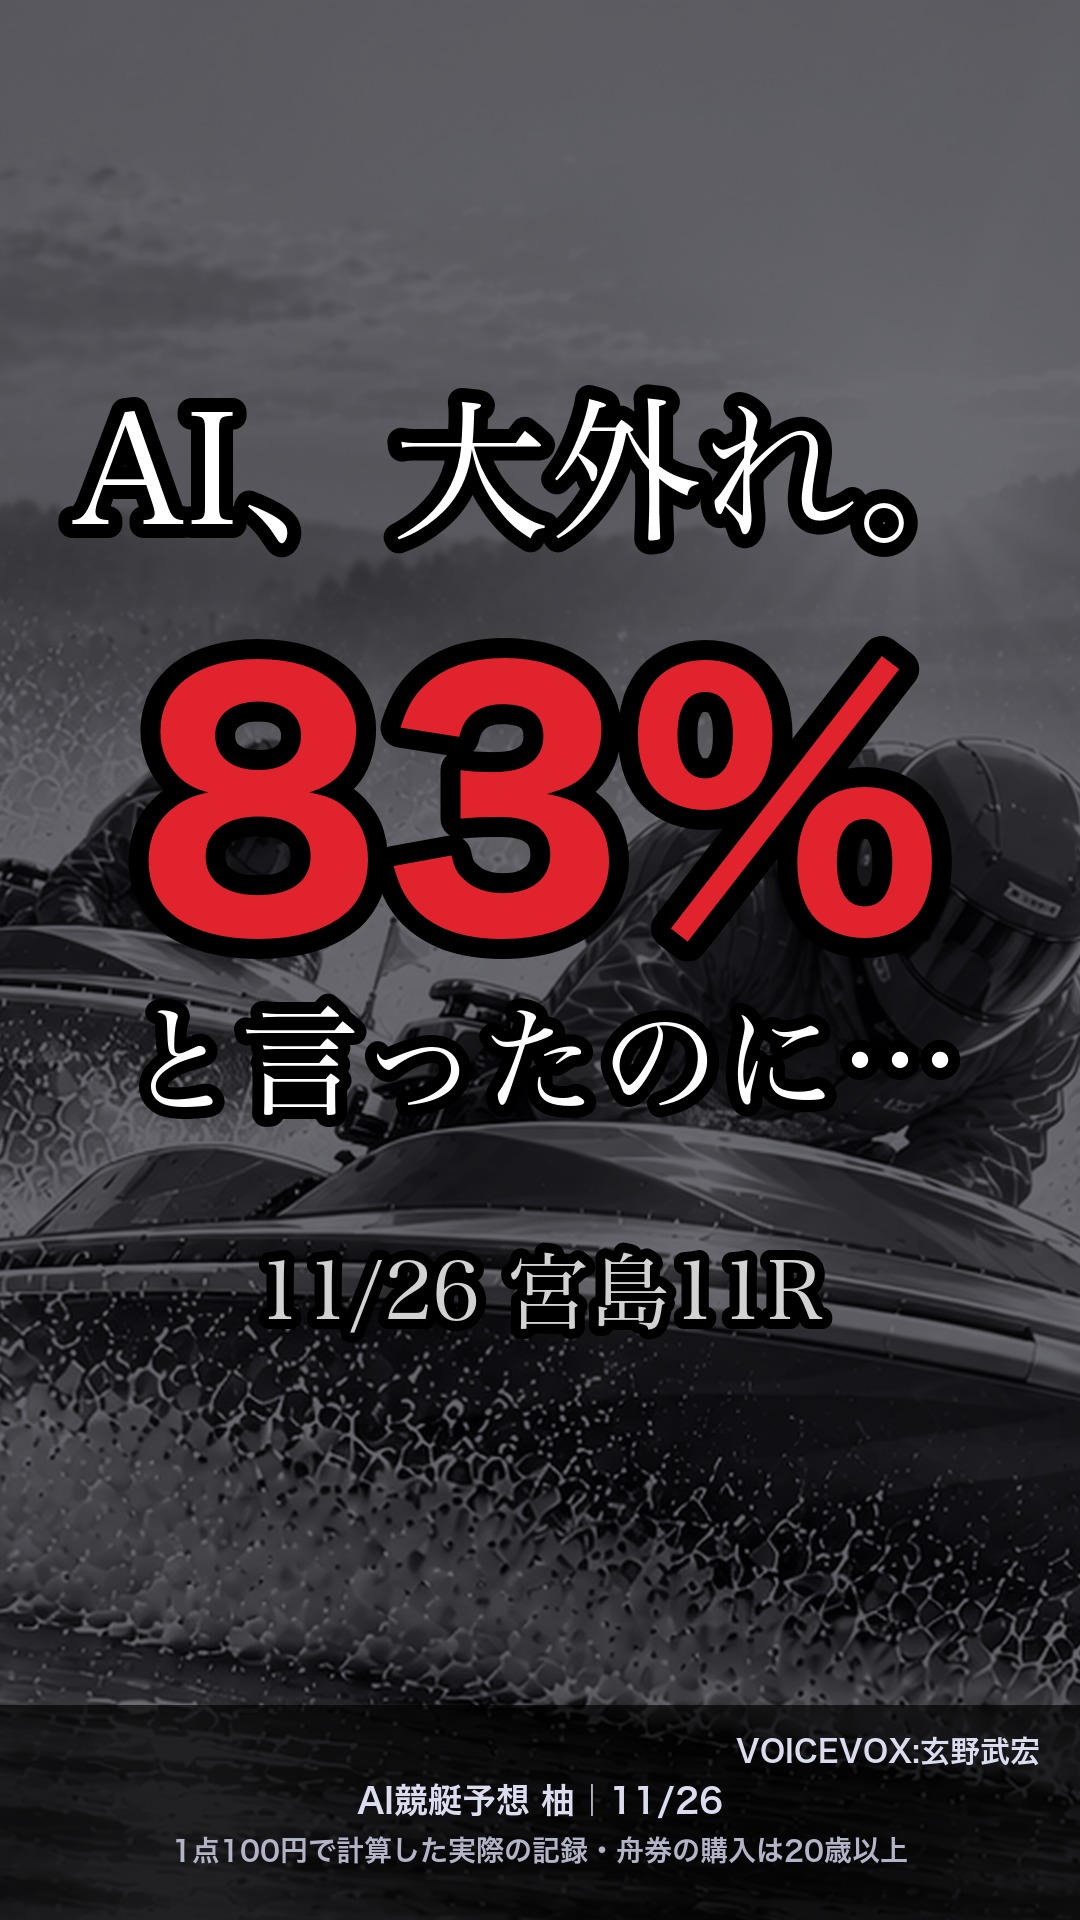 AI、大外れ。
83%
と言ったのに…
11/26 宮島11R
VOICEVOX:玄野武宏
AI競艇予想 柚｜11/26
1点100円で計算した実際の記録・舟券の購入は20歳以上